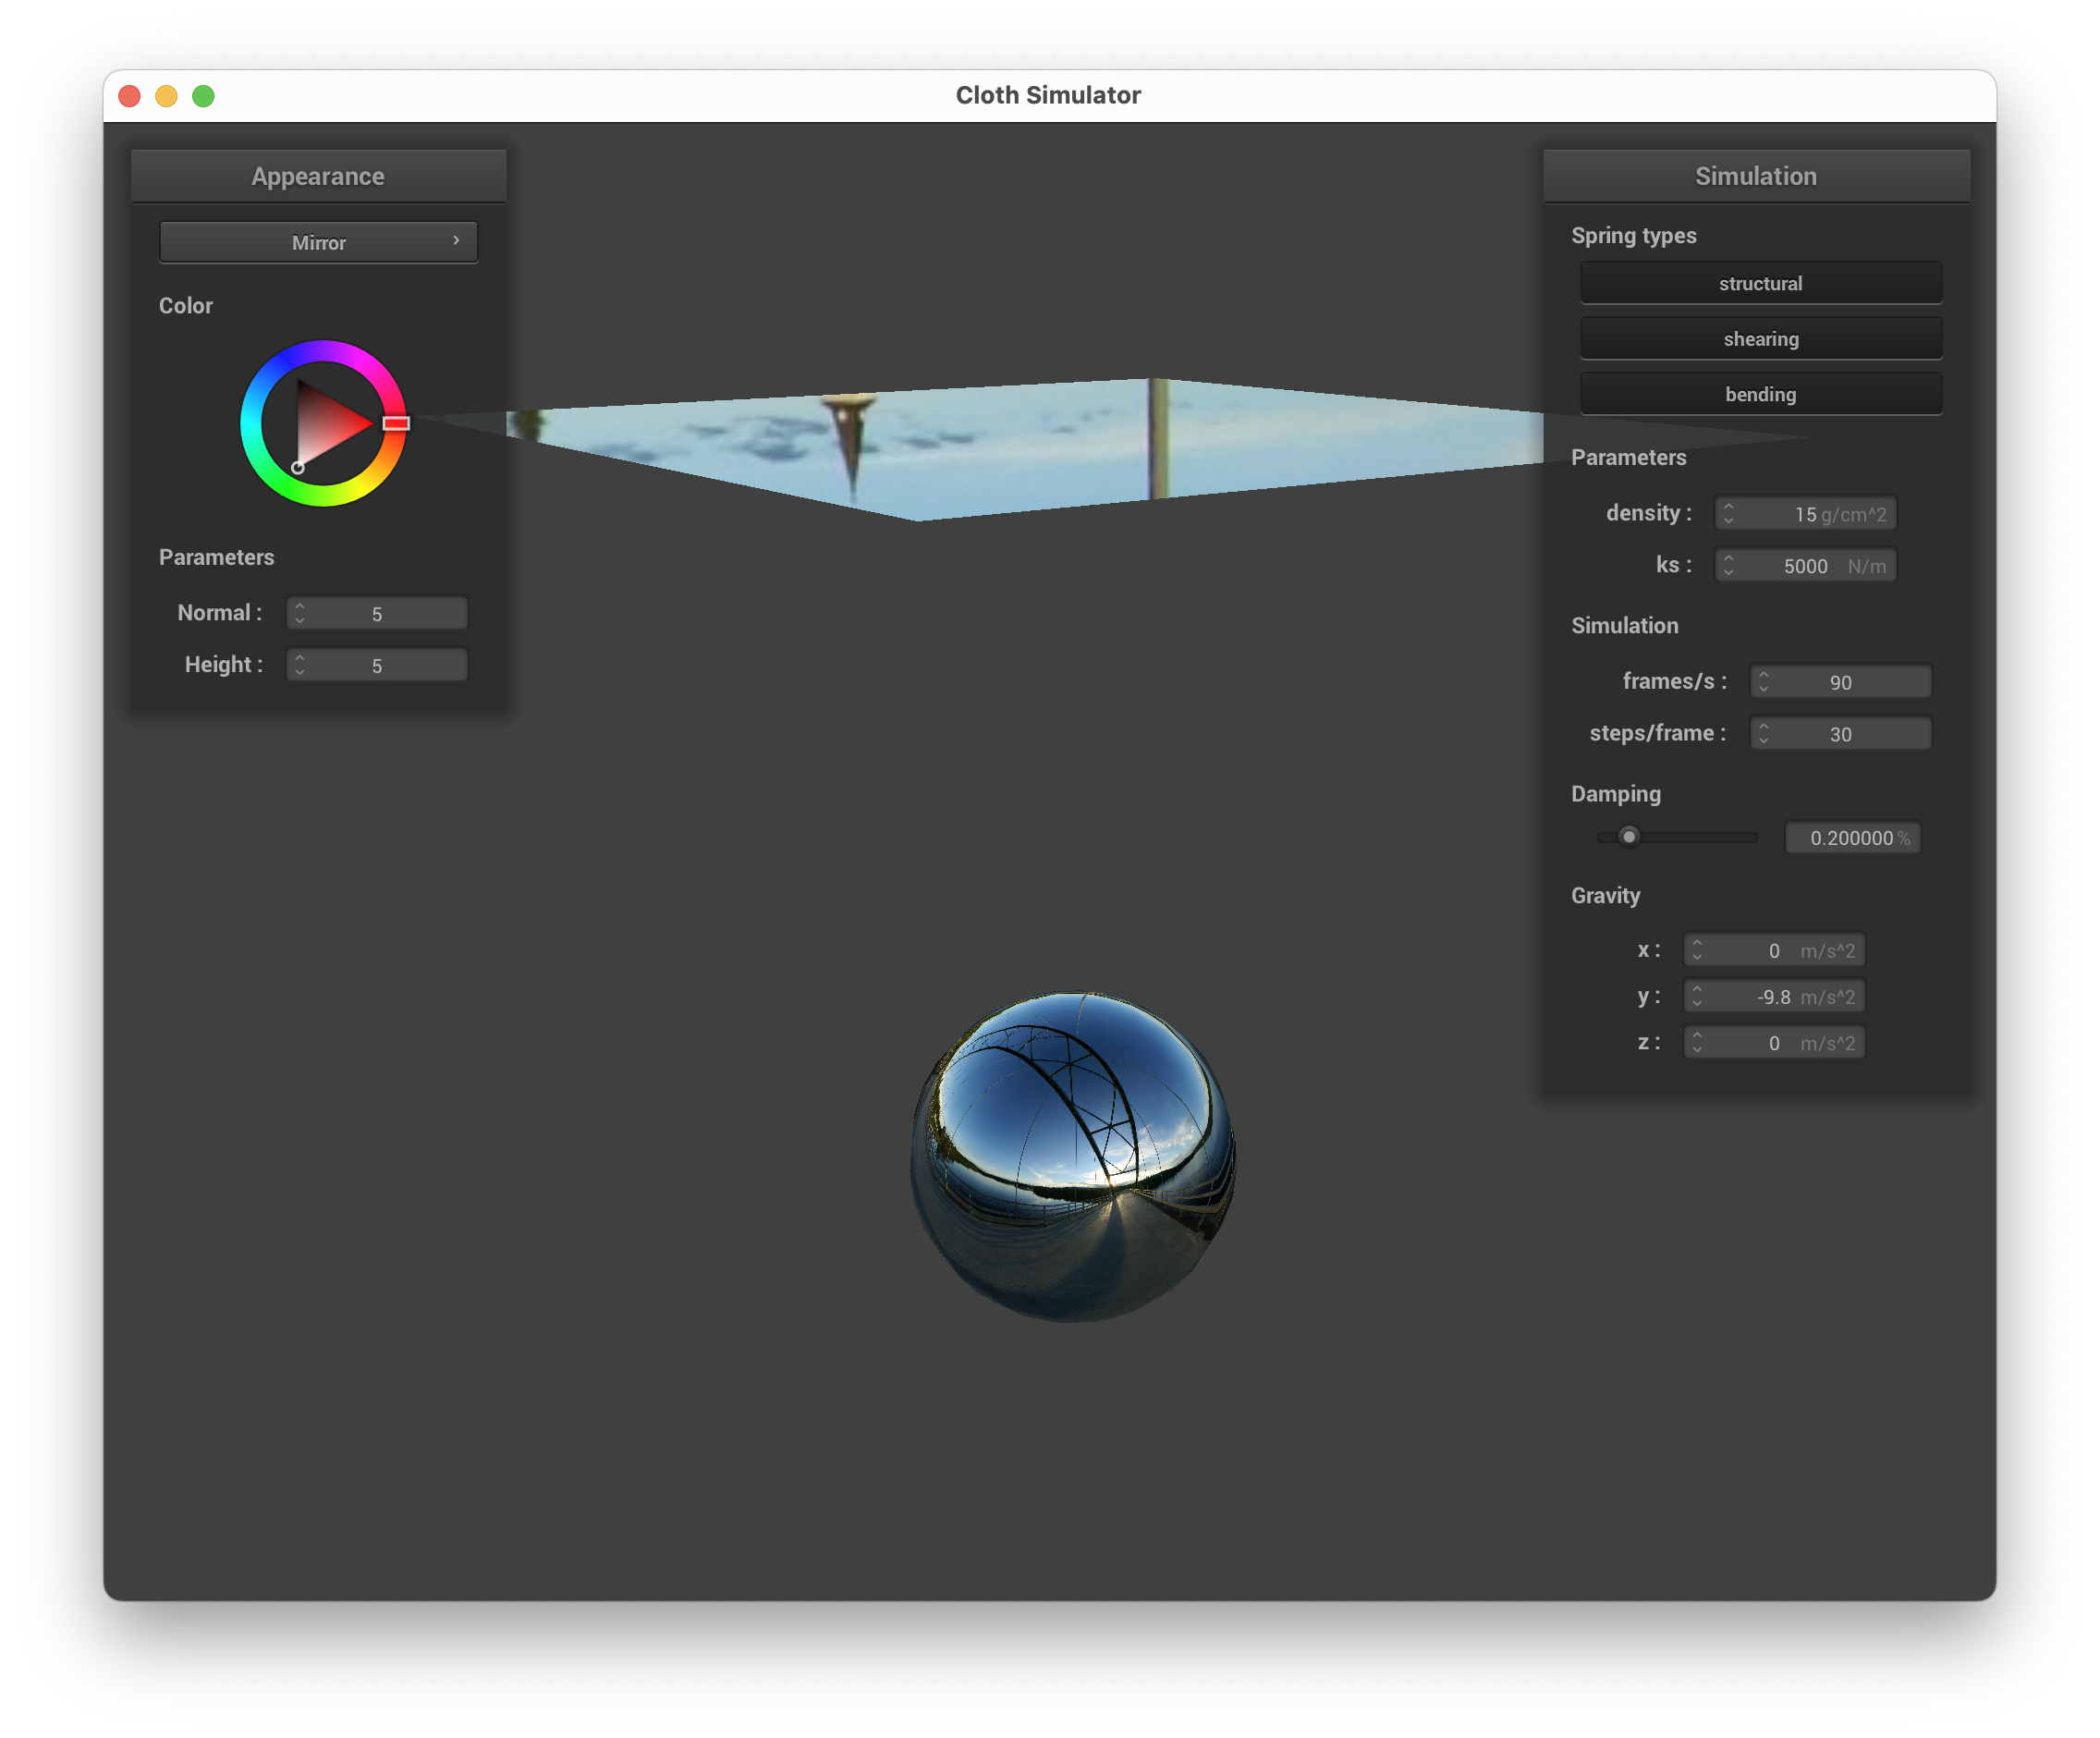 Cloth Simulator
Appearance
Mirror
Color
Parameters
Normal : 5
Height : 5
Simulation
Spring types
structural
shearing
bending
Parameters
density : 15 g/cm^2
ks : 5000 N/m
Simulation
frames/s : 90
steps/frame : 30
Damping
0.200000 %
Gravity
x : 0 m/s^2
y : -9.8 m/s^2
z : 0 m/s^2